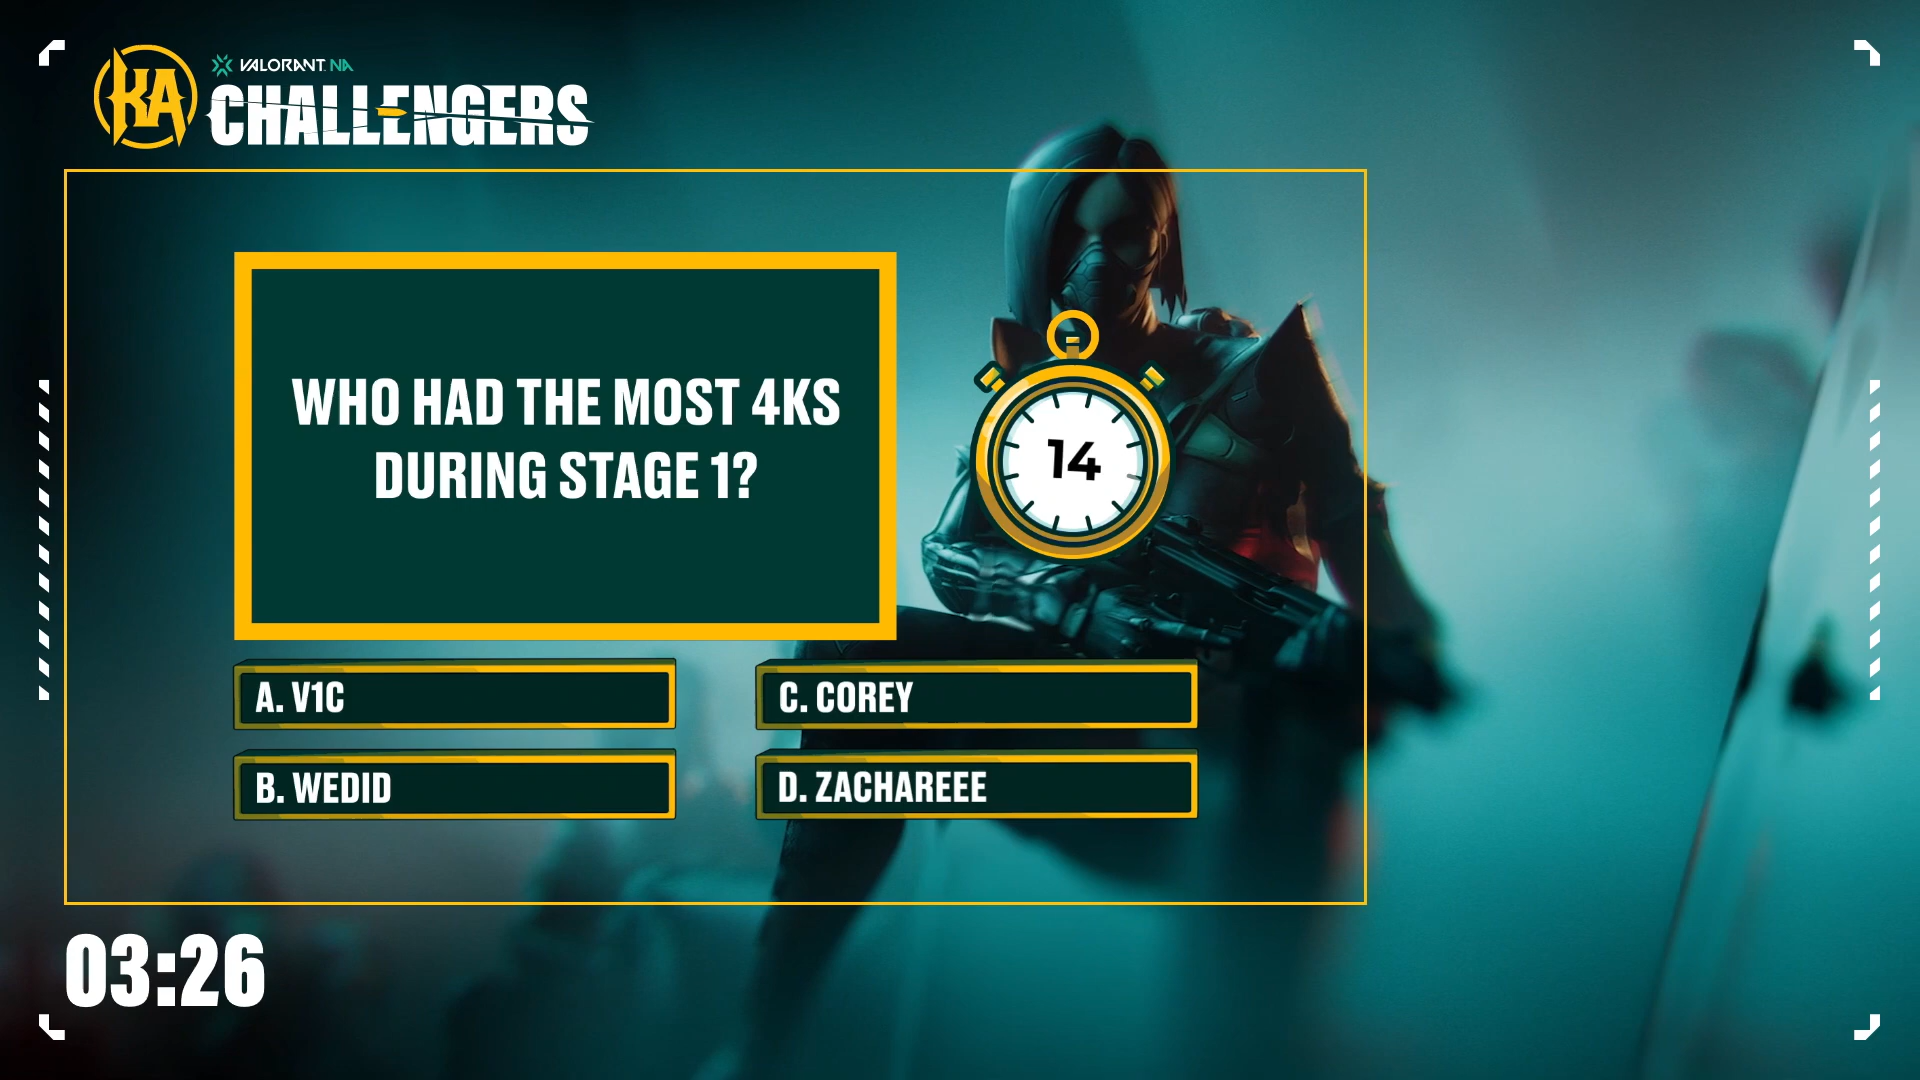 KA
VALORANT NA
CHALLENGERS
WHO HAD THE MOST 4KS
DURING STAGE 1?
14
A. V1C
C. COREY
B. WEDID
D. ZACHAREEE
03:26